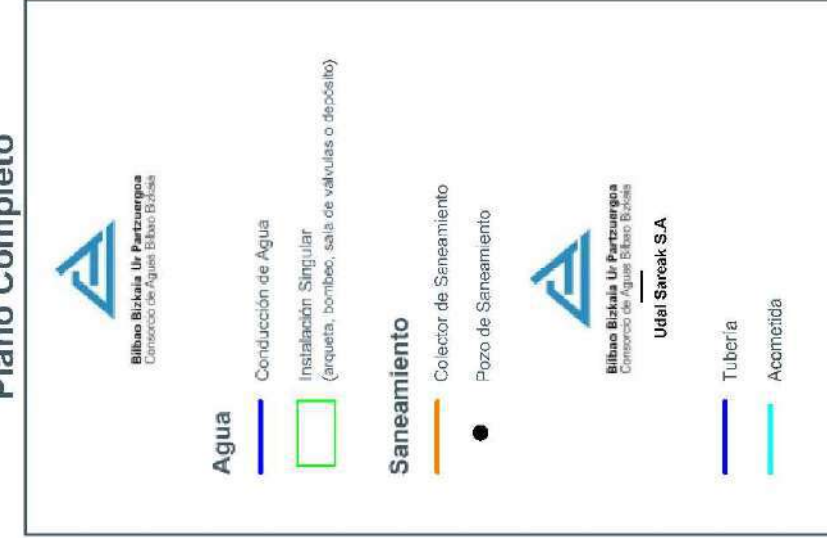 Plano Completo
Bilbao Bizkaia Ur Partzuergoa
Consorcio de Aguas Bilbao Bizkaia
Agua
Conducción de Agua
Instalación Singular
(arqueta, bombeo, sala de válvulas o depósito)
Saneamiento
Colector de Saneamiento
Pozo de Saneamiento
Bilbao Bizkaia Ur Partzuergoa
Consorcio de Aguas Bilbao Bizkaia
Udal Sareak S.A
Tubería
Acometida